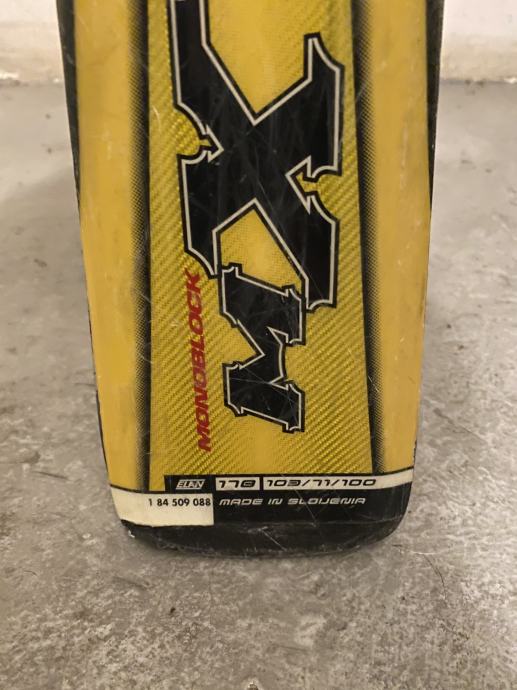 MX
MONOBLOCK
ELAN 178 103/71/100
1 84 509 088 MADE IN SLOVENIA